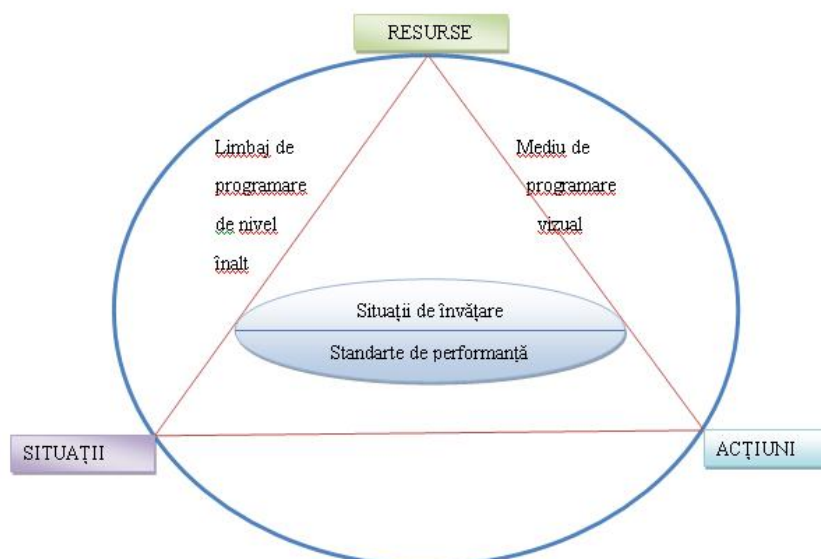 RESURSE
Limbaj de
programare
de nivel
înalt
Mediu de
programare
vizual
Situații de învățare
Standarte de performanță
SITUAȚII
ACȚIUNI